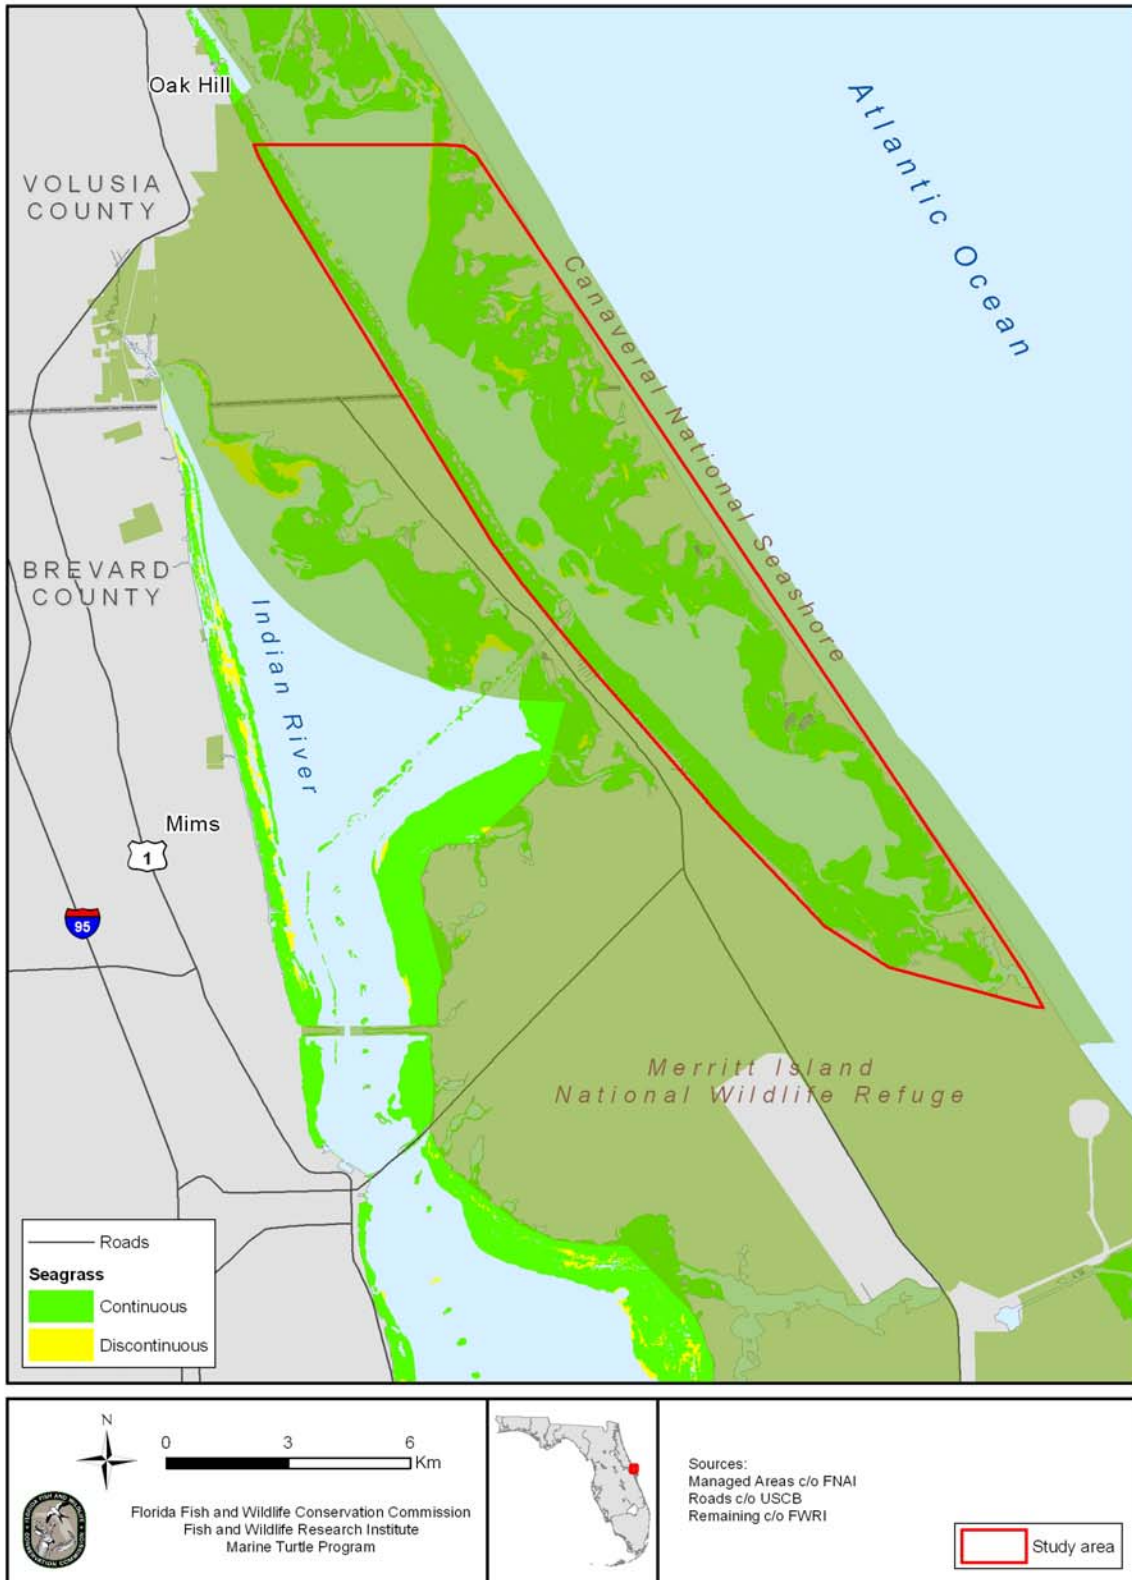 Oak Hill
VOLUSIA
COUNTY
Atlantic Ocean
Canaveral National Seashore
BREVARD
COUNTY
Indian River
Mims
1
95
Merritt Island
National Wildlife Refuge
Roads
Seagrass
Continuous
Discontinuous
N
0 3 6
Km
Florida Fish and Wildlife Conservation Commission
Fish and Wildlife Research Institute
Marine Turtle Program
Sources:
Managed Areas c/o FNAI
Roads c/o USCB
Remaining c/o FWRI
Study area